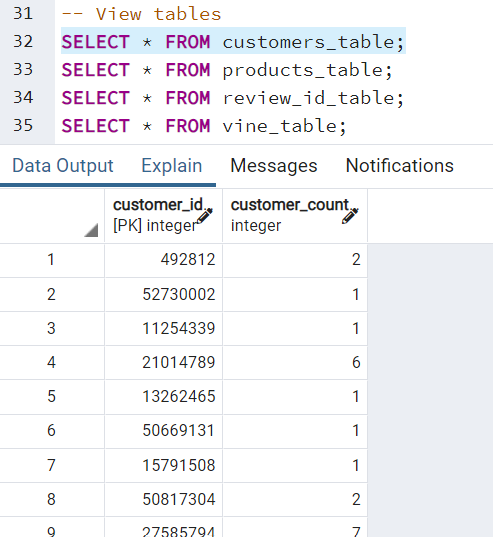 31 -- View tables
32 SELECT * FROM customers_table;
33 SELECT * FROM products_table;
34 SELECT * FROM review_id_table;
35 SELECT * FROM vine_table;
Data Output Explain Messages Notifications
customer_id customer_count
[PK] integer integer
1 492812 2
2 52730002 1
3 11254339 1
4 21014789 6
5 13262465 1
6 50669131 1
7 15791508 1
8 50817304 2
9 27585794 7